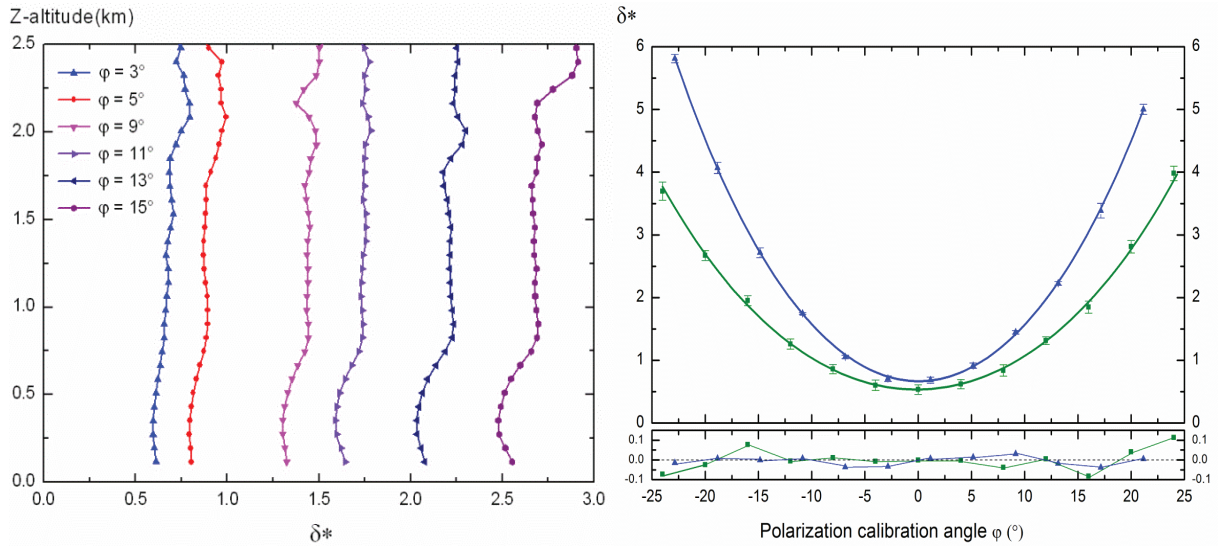 Z-altitude(km)
2.5
2.0
1.5
1.0
0.5
0.0
φ = 3°
φ = 5°
φ = 9°
φ = 11°
φ = 13°
φ = 15°
0.0 0.5 1.0 1.5 2.0 2.5 3.0
δ*
δ*
6 6
5 5
4 4
3 3
2 2
1 1
0 0
0.1 0.1
0.0 0.0
-0.1 -0.1
-25 -20 -15 -10 -5 0 5 10 15 20 25
Polarization calibration angle φ (°)